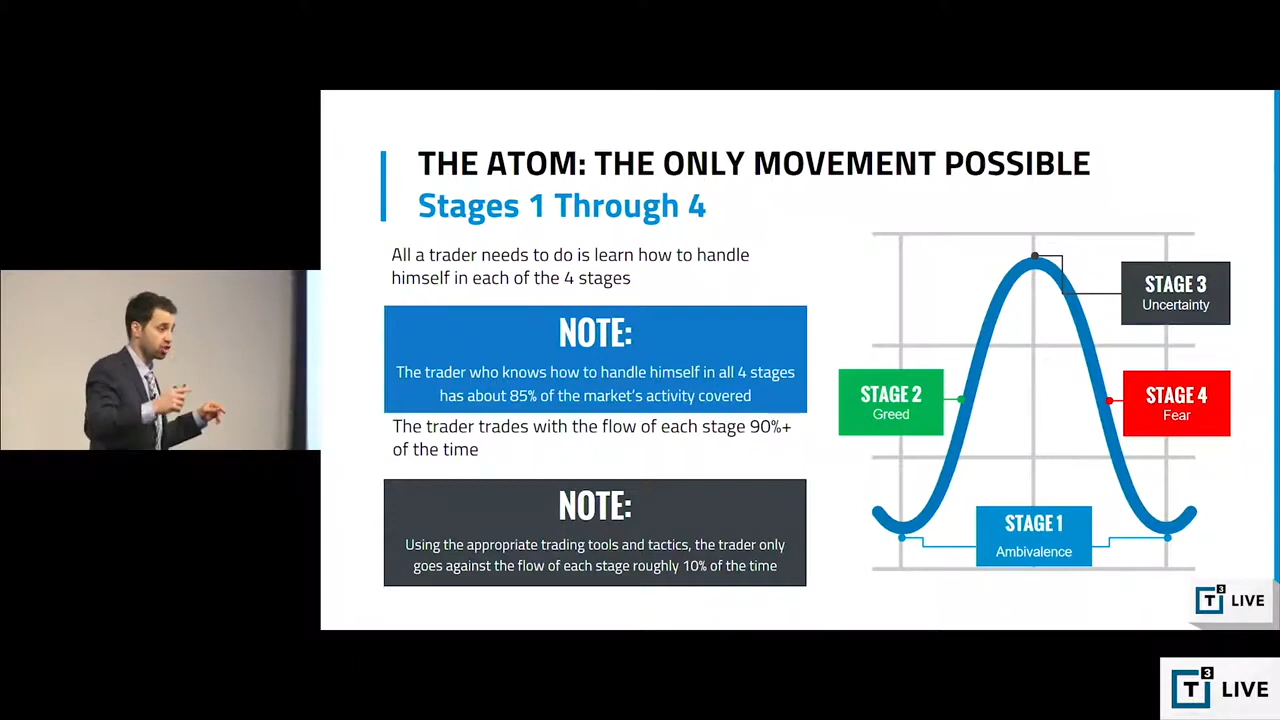 THE ATOM: THE ONLY MOVEMENT POSSIBLE
Stages 1 Through 4
All a trader needs to do is learn how to handle
himself in each of the 4 stages
NOTE:
The trader who knows how to handle himself in all 4 stages
has about 85% of the market's activity covered
The trader trades with the flow of each stage 90%+
of the time
NOTE:
Using the appropriate trading tools and tactics, the trader only
goes against the flow of each stage roughly 10% of the time
STAGE 3
Uncertainty
STAGE 2
Greed
STAGE 4
Fear
STAGE 1
Ambivalence
T3 LIVE
T3 LIVE